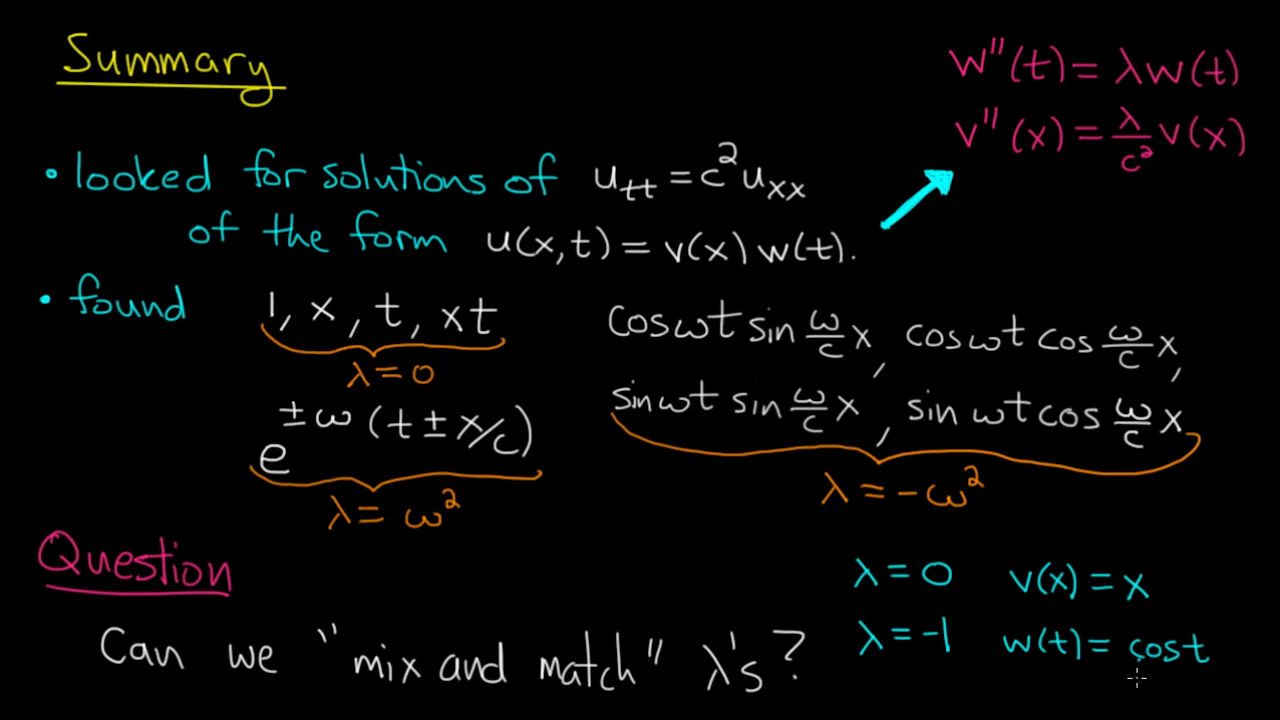 Summary
w''(t) = λw(t)
v''(x) = λ/c² v(x)
• looked for solutions of u_tt = c² u_xx
of the form u(x,t) = v(x) w(t).
• found 1, x, t, xt
λ = 0
e^{±ω(t ± x/c)}
λ = ω²
cos ωt sin ω/c x, cos ωt cos ω/c x,
sin ωt sin ω/c x, sin ωt cos ω/c x
λ = -ω²
Question
Can we "mix and match" λ's?
λ = 0 v(x) = x
λ = -1 w(t) = cos t